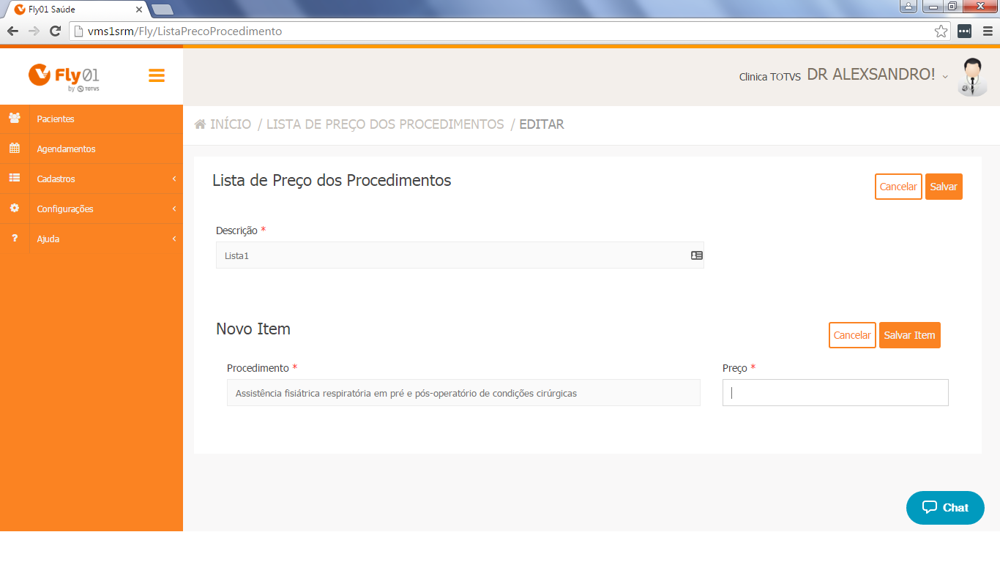 Fly01 Saúde
vms1srm/Fly/ListaPrecoProcedimento
Fly01
by TOTVS
Clinica TOTVS DR ALEXSANDRO!
Pacientes
Agendamentos
Cadastros
Configurações
Ajuda
INÍCIO / LISTA DE PREÇO DOS PROCEDIMENTOS / EDITAR
Lista de Preço dos Procedimentos
Cancelar Salvar
Descrição *
Lista1
Novo Item
Cancelar Salvar Item
Procedimento * Preço *
Assistência fisiátrica respiratória em pré e pós-operatório de condições cirúrgicas
Chat